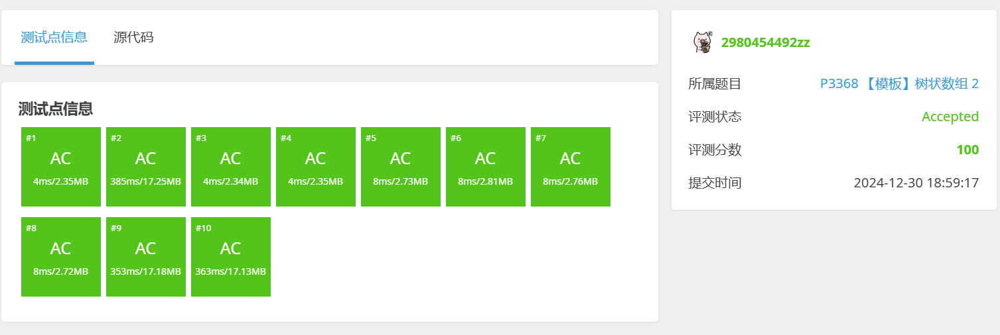 测试点信息 源代码
测试点信息
#1 #2 #3 #4 #5 #6 #7
AC AC AC AC AC AC AC
4ms/2.35MB 385ms/17.25MB 4ms/2.34MB 4ms/2.35MB 8ms/2.73MB 8ms/2.81MB 8ms/2.76MB
#8 #9 #10
AC AC AC
8ms/2.72MB 353ms/17.18MB 363ms/17.13MB
2980454492zz
所属题目 P3368 【模板】树状数组 2
评测状态 Accepted
评测分数 100
提交时间 2024-12-30 18:59:17